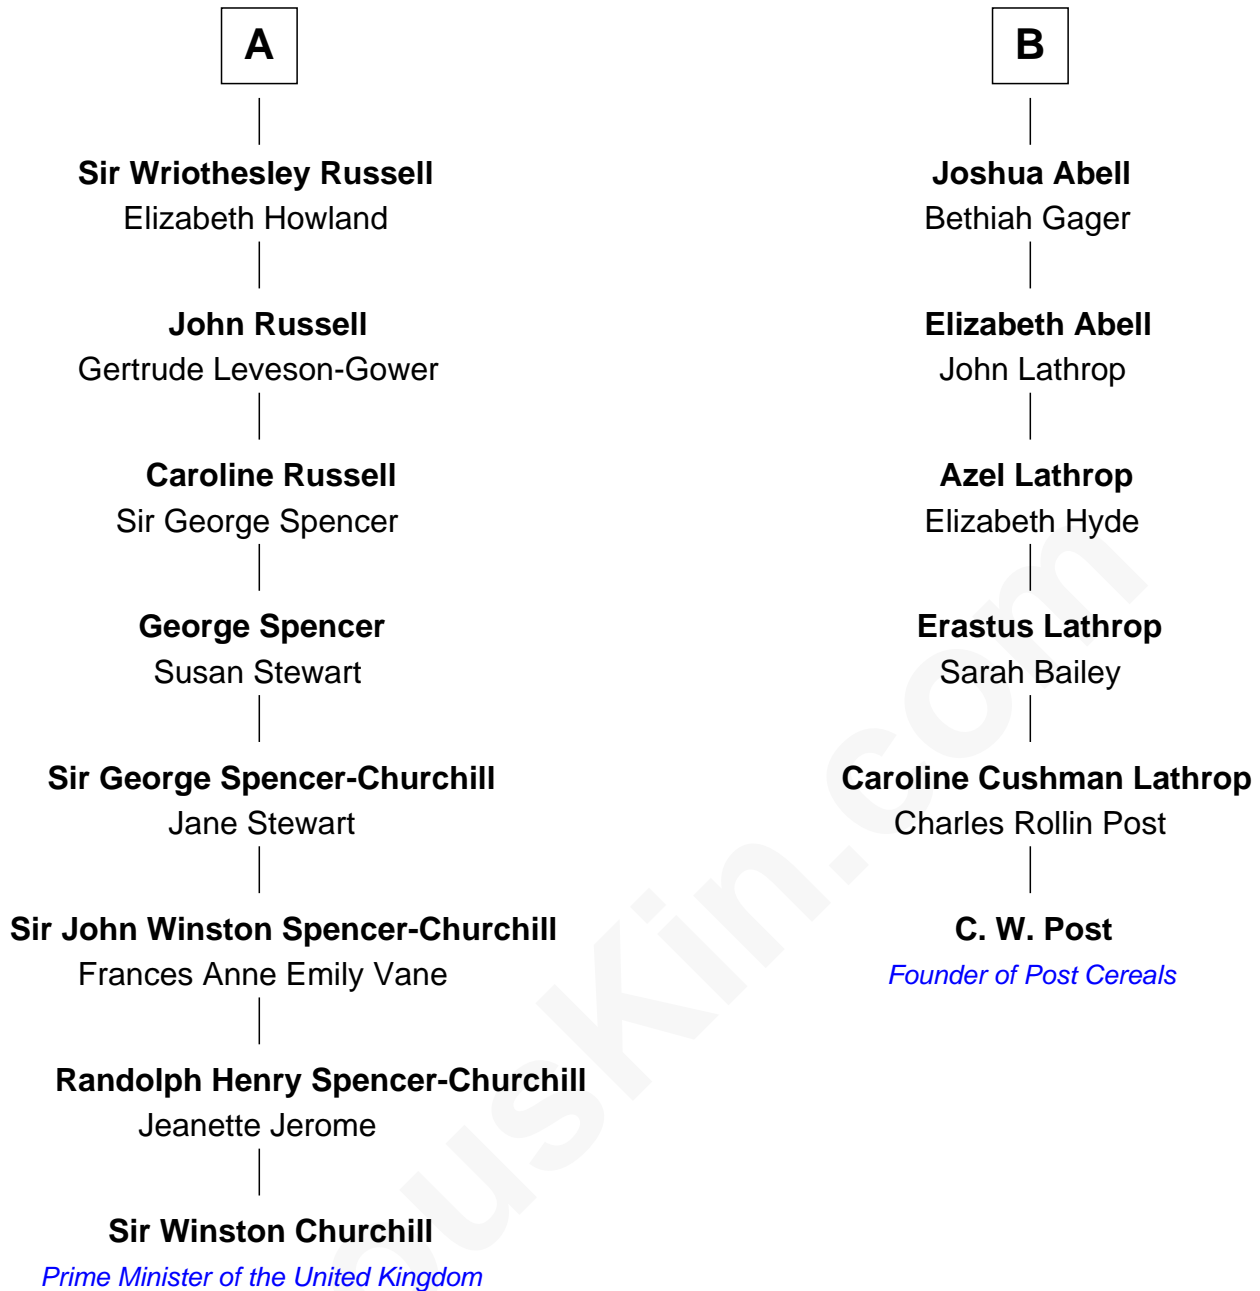 A
Sir Wriothesley Russell
Elizabeth Howland
John Russell
Gertrude Leveson-Gower
Caroline Russell
Sir George Spencer
George Spencer
Susan Stewart
Sir George Spencer-Churchill
Jane Stewart
Sir John Winston Spencer-Churchill
Frances Anne Emily Vane
Randolph Henry Spencer-Churchill
Jeanette Jerome
Sir Winston Churchill
Prime Minister of the United Kingdom
B
Joshua Abell
Bethiah Gager
Elizabeth Abell
John Lathrop
Azel Lathrop
Elizabeth Hyde
Erastus Lathrop
Sarah Bailey
Caroline Cushman Lathrop
Charles Rollin Post
C. W. Post
Founder of Post Cereals
ousKin.com